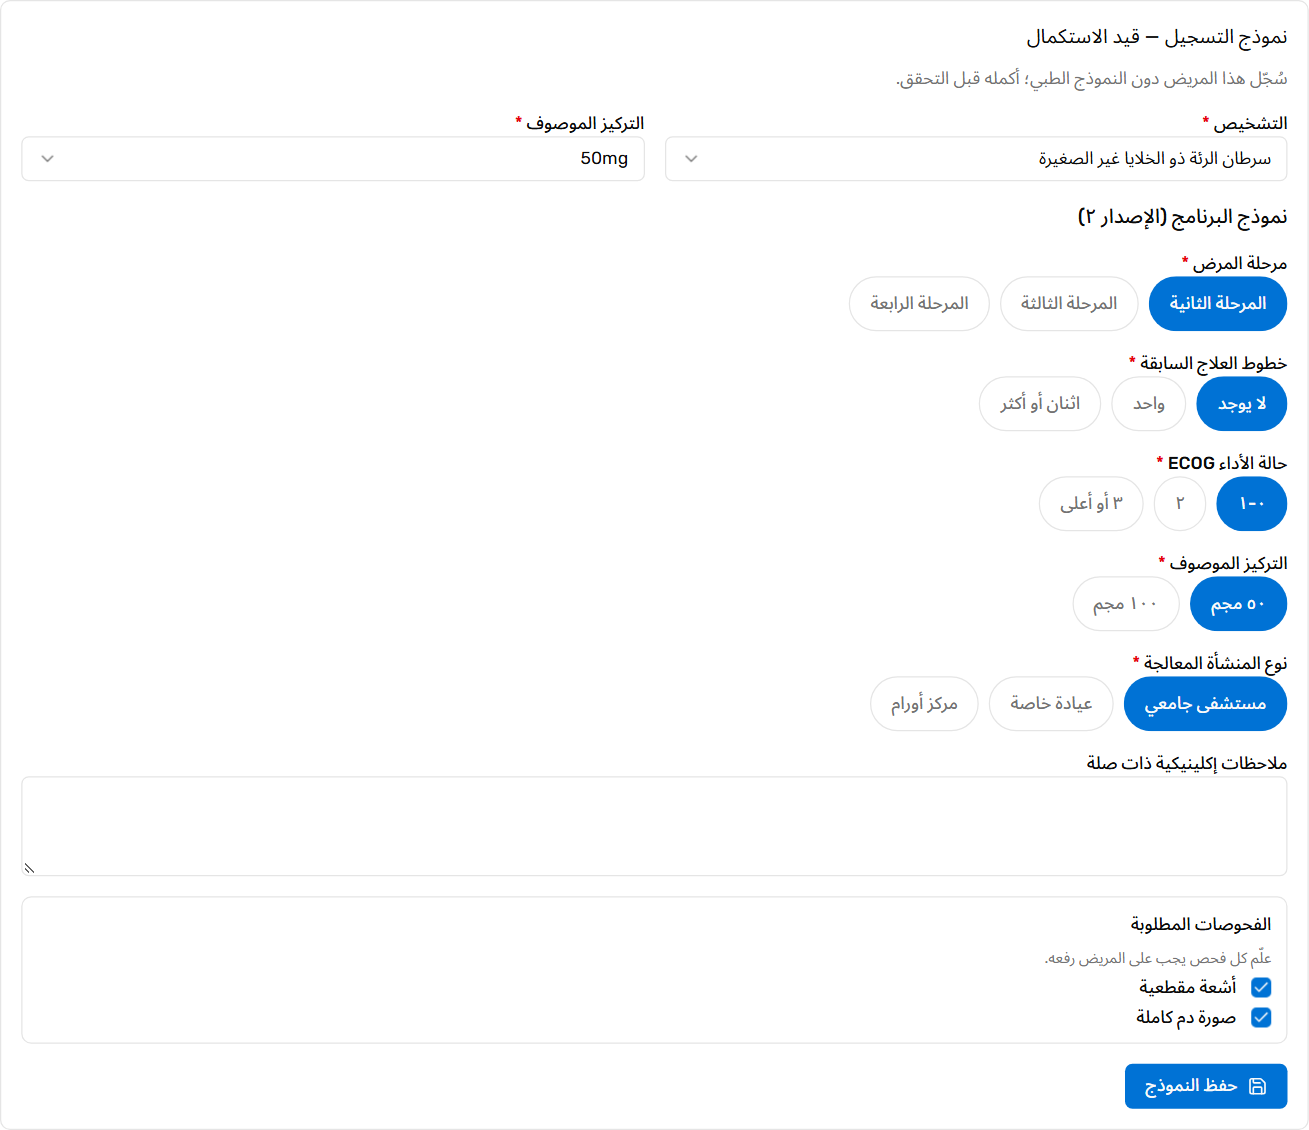 نموذج التسجيل – قيد الاستكمال
سُجّل هذا المريض دون النموذج الطبي؛ أكمله قبل التحقق.
التشخيص *
سرطان الرئة ذو الخلايا غير الصغيرة
التركيز الموصوف *
50mg
نموذج البرنامج (الإصدار ٢)
مرحلة المرض *
المرحلة الثانية
المرحلة الثالثة
المرحلة الرابعة
خطوط العلاج السابقة *
لا يوجد
واحد
اثنان أو أكثر
حالة الأداء ECOG *
٠-١
٢
٣ أو أعلى
التركيز الموصوف *
٥٠ مجم
١٠٠ مجم
نوع المنشأة المعالجة *
مستشفى جامعي
عيادة خاصة
مركز أورام
ملاحظات إكلينيكية ذات صلة
الفحوصات المطلوبة
علّم كل فحص يجب على المريض رفعه.
أشعة مقطعية
صورة دم كاملة
حفظ النموذج